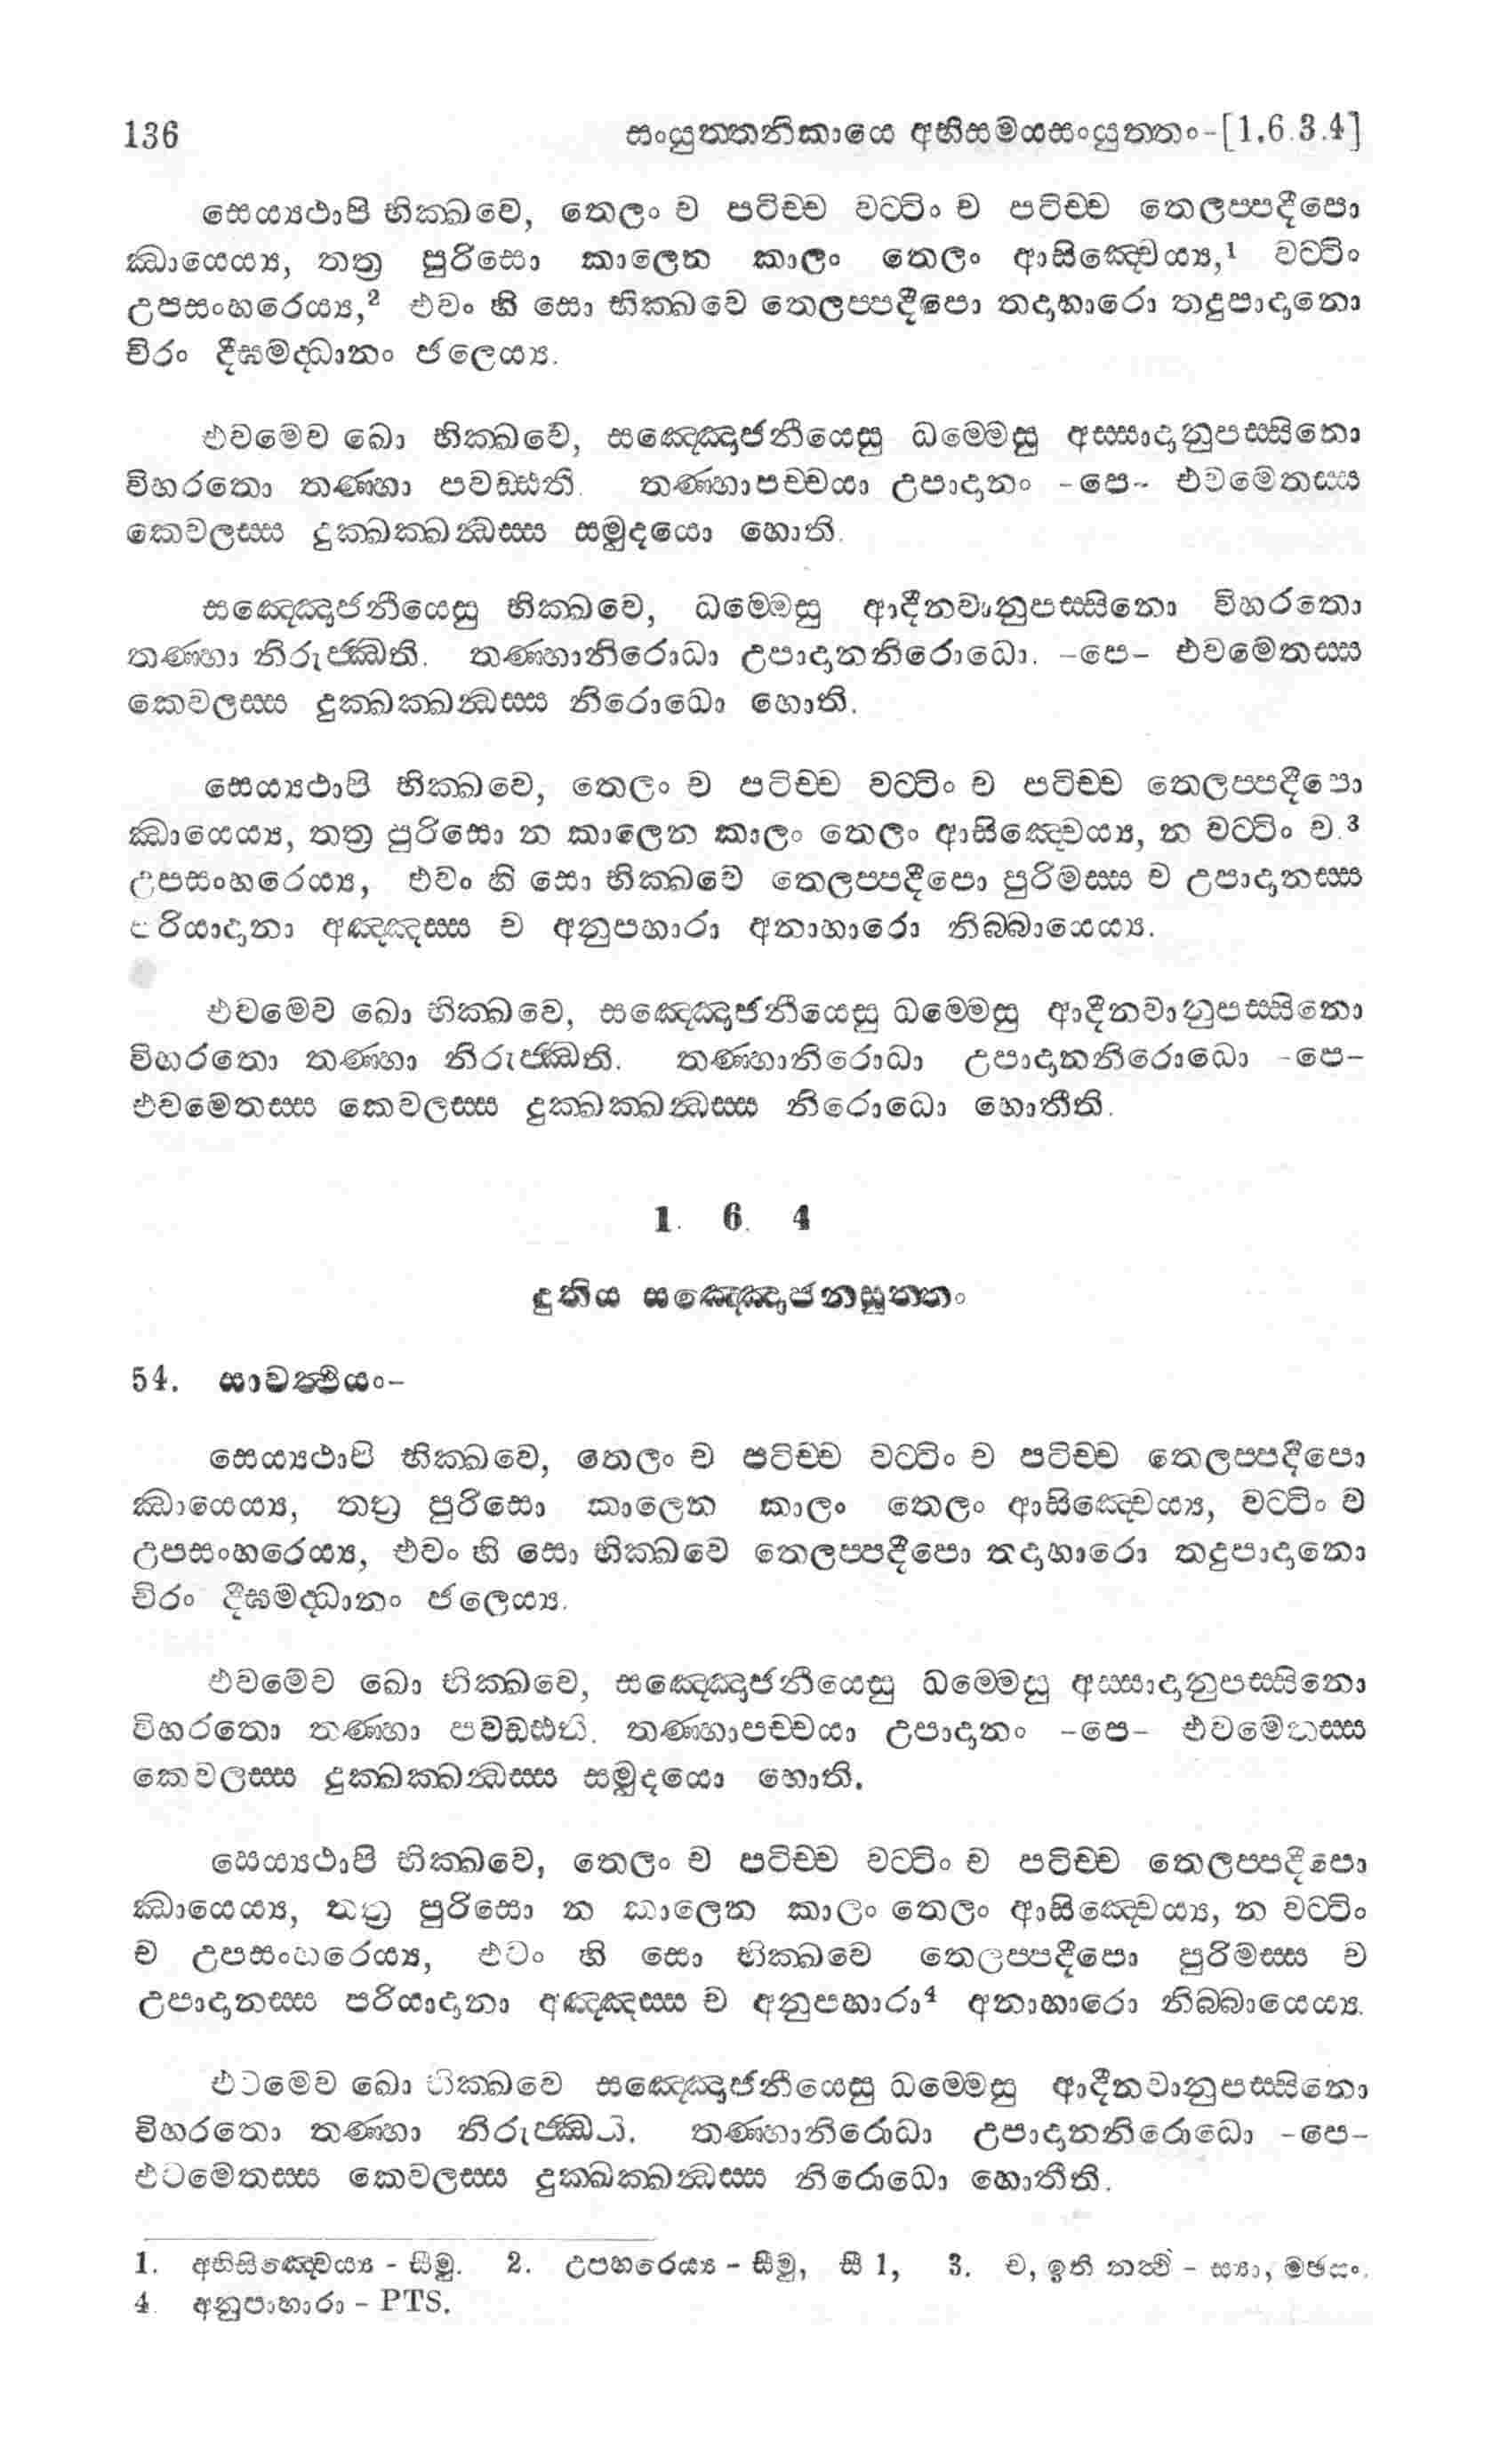 136 සංයුත්තනිකායෙ අභිසමයසංයුත්තං-[1.6.3.4]
සෙය්‍යථාපි භික්ඛවෙ, තෙලං ච පටිච්ච වට්ටිං ච පටිච්ච තෙලප්පදීපො
ඣායෙය්‍ය, තත්‍ර පුරිසො කාලෙන කාලං තෙලං ආසිඤ්චෙය්‍ය,¹ වට්ටිං
උපසංහරෙය්‍ය,² එවං හි සො භික්ඛවෙ තෙලප්පදීපො තදාහාරො තදුපාදානො
චිරං දීඝමද්ධානං ජලෙය්‍ය.
එවමෙව ඛො භික්ඛවෙ, සඤ්ඤොජනීයෙසු ධම්මෙසු අස්සාදානුපස්සිනො
විහරතො තණ්හා පවඩ්ඪති. තණ්හාපච්චයා උපාදානං -පෙ- එවමෙතස්ස
කෙවලස්ස දුක්ඛක්ඛන්ධස්ස සමුදයො හොති.
සඤ්ඤොජනීයෙසු භික්ඛවෙ, ධම්මෙසු ආදීනවානුපස්සිනො විහරතො
තණ්හා නිරුජ්ඣති. තණ්හානිරොධා උපාදානනිරොධො. -පෙ- එවමෙතස්ස
කෙවලස්ස දුක්ඛක්ඛන්ධස්ස නිරොධො හොති.
සෙය්‍යථාපි භික්ඛවෙ, තෙලං ච පටිච්ච වට්ටිං ච පටිච්ච තෙලප්පදීපො
ඣායෙය්‍ය, තත්‍ර පුරිසො න කාලෙන කාලං තෙලං ආසිඤ්චෙය්‍ය, න වට්ටිං ච.³
උපසංහරෙය්‍ය, එවං හි සො භික්ඛවෙ තෙලප්පදීපො පුරිමස්ස ච උපාදානස්ස
පරියාදානා අඤ්ඤස්ස ච අනුපහාරා අනාහාරො නිබ්බායෙය්‍ය.
එවමෙව ඛො භික්ඛවෙ, සඤ්ඤොජනීයෙසු ධම්මෙසු ආදීනවානුපස්සිනො
විහරතො තණ්හා නිරුජ්ඣති. තණ්හානිරොධා උපාදානනිරොධො -පෙ-
එවමෙතස්ස කෙවලස්ස දුක්ඛක්ඛන්ධස්ස නිරොධො හොතීති.
1. 6. 4
දුතිය සඤ්ඤොජනසුත්තං
54. සාවත්ථියං-
සෙය්‍යථාපි භික්ඛවෙ, තෙලං ච පටිච්ච වට්ටිං ච පටිච්ච තෙලප්පදීපො
ඣායෙය්‍ය, තත්‍ර පුරිසො කාලෙන කාලං තෙලං ආසිඤ්චෙය්‍ය, වට්ටිං ච
උපසංහරෙය්‍ය, එවං හි සො භික්ඛවෙ තෙලප්පදීපො තදාහාරො තදුපාදානො
චිරං දීඝමද්ධානං ජලෙය්‍ය.
එවමෙව ඛො භික්ඛවෙ, සඤ්ඤොජනීයෙසු ධම්මෙසු අස්සාදානුපස්සිනො
විහරතො තණ්හා පවඩ්ඪති. තණ්හාපච්චයා උපාදානං -පෙ- එවමෙතස්ස
කෙවලස්ස දුක්ඛක්ඛන්ධස්ස සමුදයො හොති.
සෙය්‍යථාපි භික්ඛවෙ, තෙලං ච පටිච්ච වට්ටිං ච පටිච්ච තෙලප්පදීපො
ඣායෙය්‍ය, තත්‍ර පුරිසො න කාලෙන කාලං තෙලං ආසිඤ්චෙය්‍ය, න වට්ටිං
ච උපසංහරෙය්‍ය, එවං හි සො භික්ඛවෙ තෙලප්පදීපො පුරිමස්ස ච
උපාදානස්ස පරියාදානා අඤ්ඤස්ස ච අනුපහාරා⁴ අනාහාරො නිබ්බායෙය්‍ය.
එවමෙව ඛො භික්ඛවෙ සඤ්ඤොජනීයෙසු ධම්මෙසු ආදීනවානුපස්සිනො
විහරතො තණ්හා නිරුජ්ඣති. තණ්හානිරොධා උපාදානනිරොධො -පෙ-
එවමෙතස්ස කෙවලස්ස දුක්ඛක්ඛන්ධස්ස නිරොධො හොතීති.
1. අභිසිඤ්චෙය්‍ය - සීමු. 2. උපහරෙය්‍ය - සීමු, සී 1, 3. ච, ඉති නත්ථි - ස්‍යා, මඡසං.
4. අනුපාහාරා - PTS.